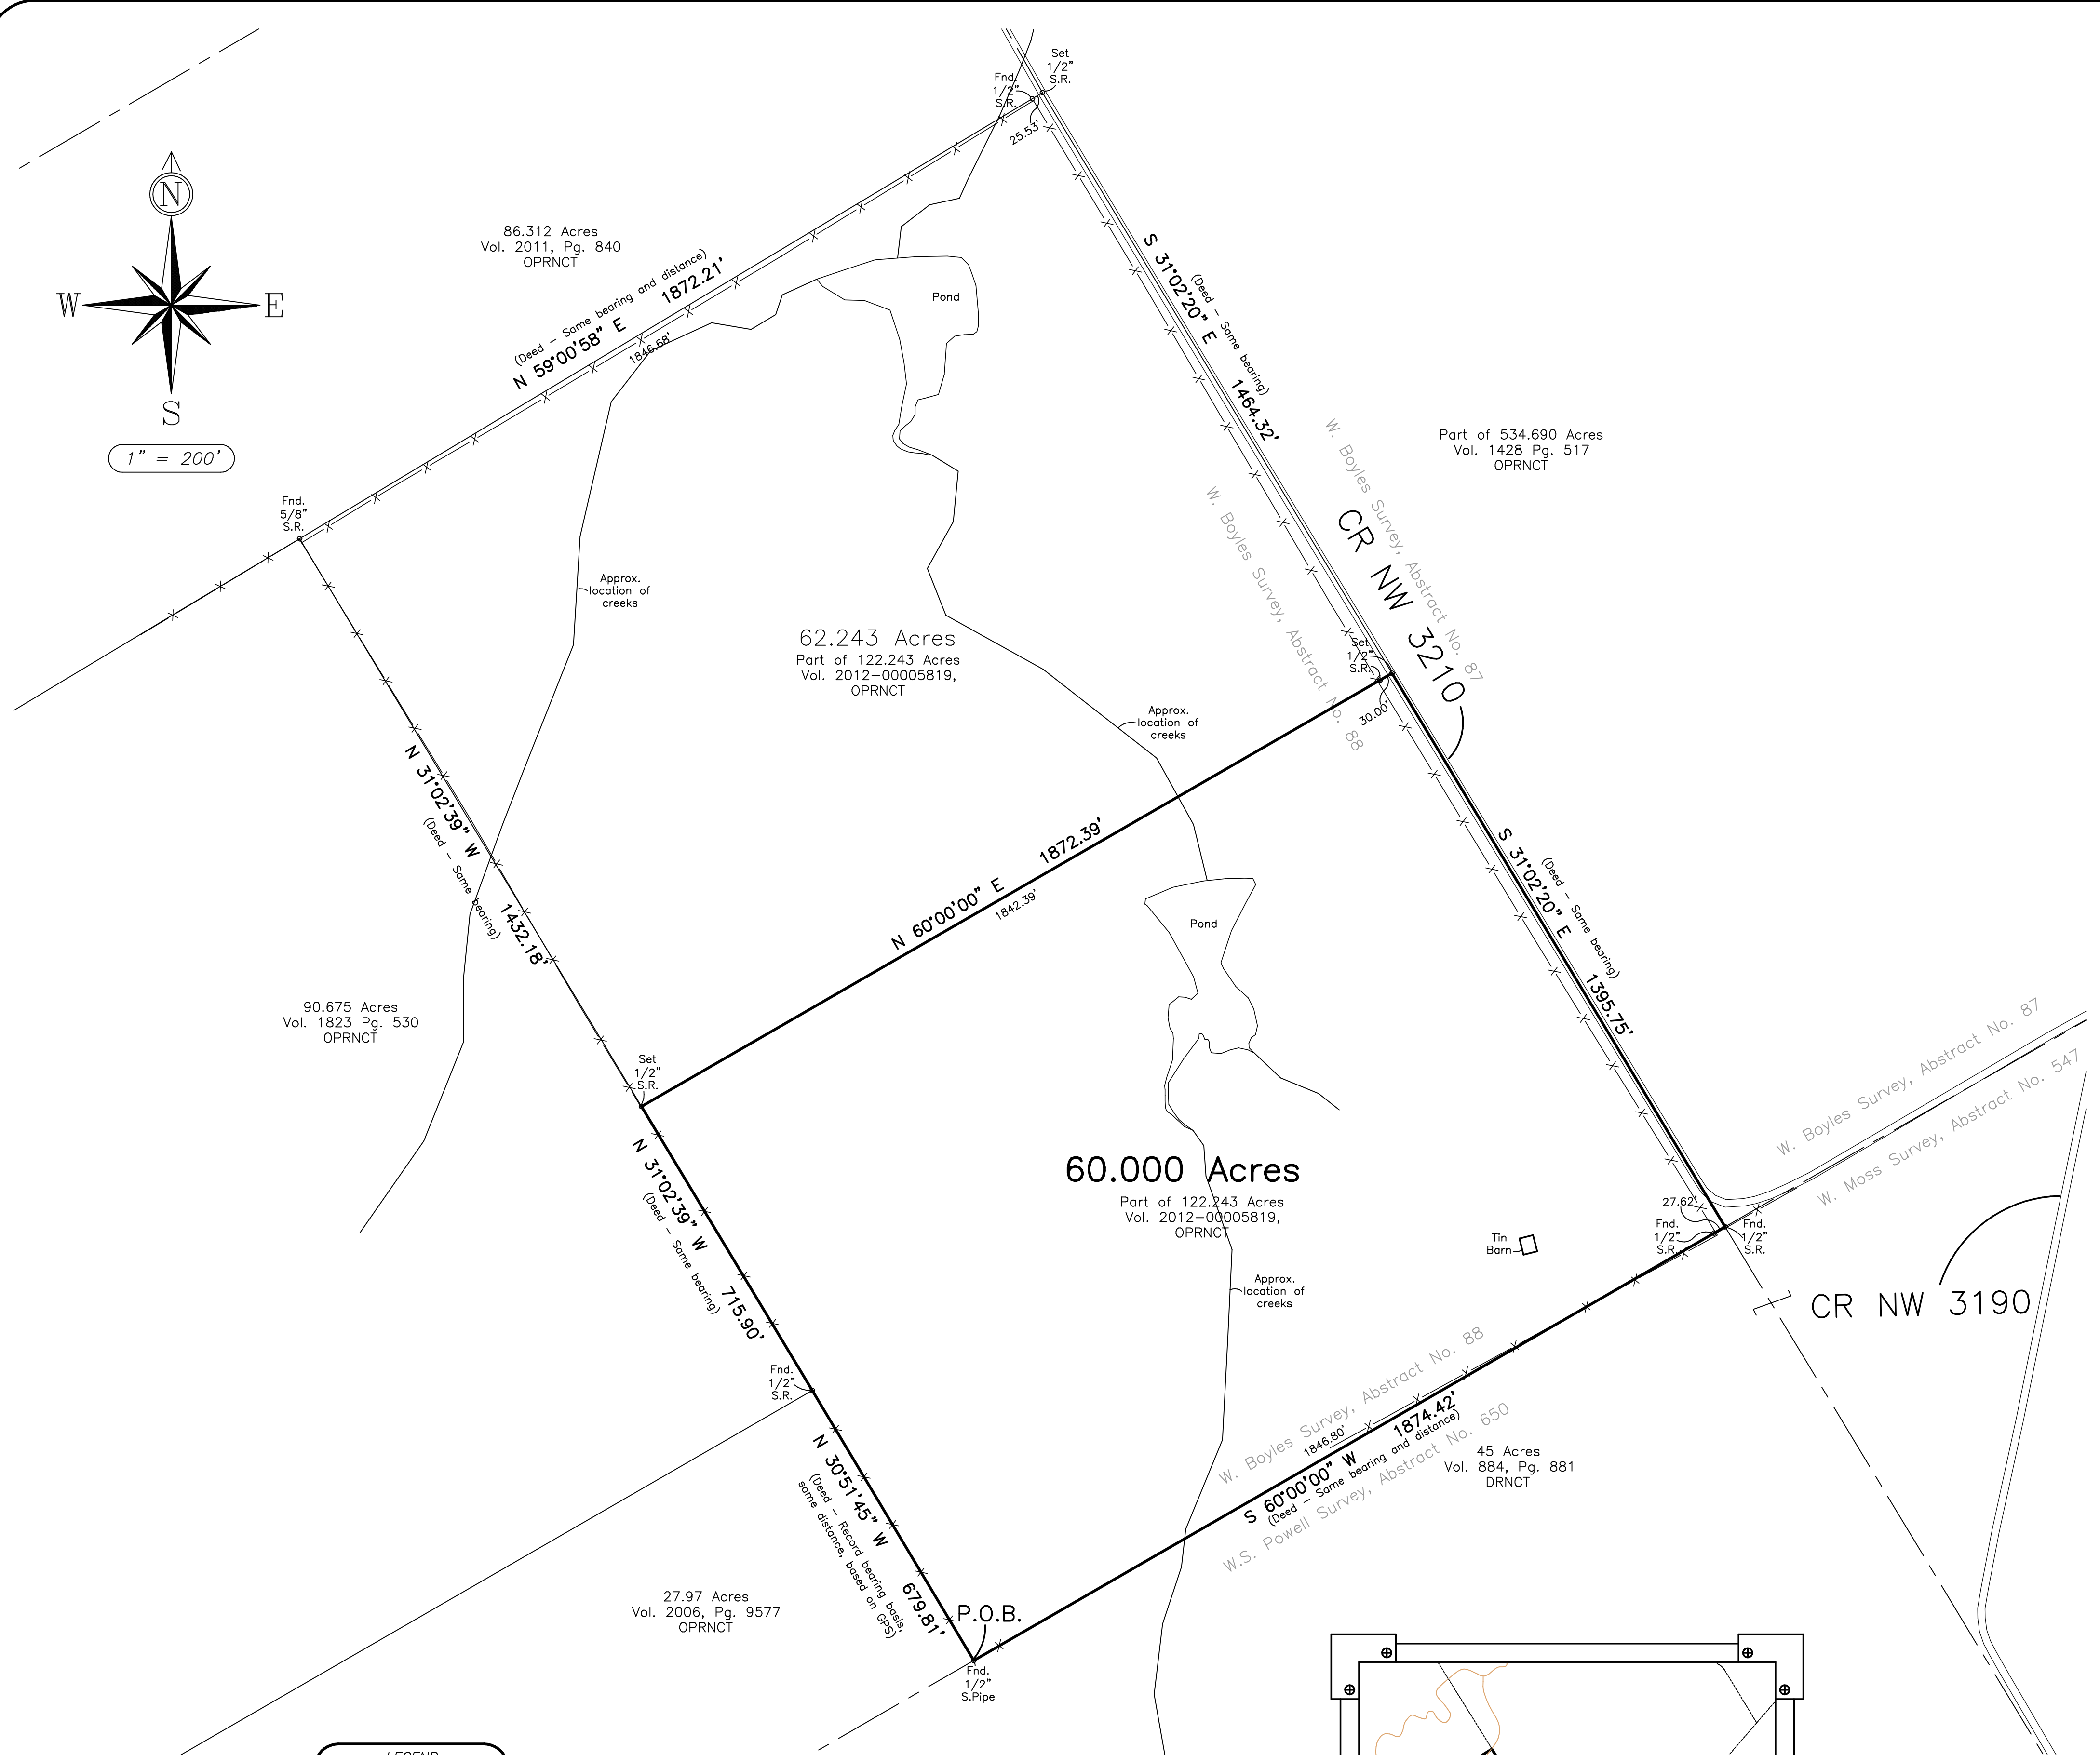 Set
1/2"
S.R.
Fnd.
1/2"
S.R.
25.53'
N
W
E
S
1" = 200'
86.312 Acres
Vol. 2011, Pg. 840
OPRNCT
(Deed - Same bearing and distance)
N 59°00'58" E 1872.21'
1846.68'
Pond
S 31°02'20" E 1464.32'
(Deed - Same bearing)
Part of 534.690 Acres
Vol. 1428 Pg. 517
OPRNCT
W. Boyles Survey, Abstract No. 87
W. Boyles Survey, Abstract No. 88
CR NW 3210
Fnd.
5/8"
S.R.
Approx.
location of
creeks
62.243 Acres
Part of 122.243 Acres
Vol. 2012-00005819,
OPRNCT
Set
1/2"
S.R.
30.00'
Approx.
location of
creeks
N 31°02'39" W 1432.18'
(Deed - Same bearing)
N 60°00'00" E 1872.39'
1842.39'
S 31°02'20" E 1395.75'
(Deed - Same bearing)
Pond
90.675 Acres
Vol. 1823 Pg. 530
OPRNCT
Set
1/2"
S.R.
W. Boyles Survey, Abstract No. 87
W. Moss Survey, Abstract No. 547
60.000 Acres
Part of 122.243 Acres
Vol. 2012-00005819,
OPRNCT
N 31°02'39" W 715.90'
(Deed - Same bearing)
27.62'
Fnd.
1/2"
S.R.
Fnd.
1/2"
S.R.
Tin
Barn
Approx.
location of
creeks
CR NW 3190
Fnd.
1/2"
S.R.
W. Boyles Survey, Abstract No. 88
1846.80'
S 60°00'00" W 1874.42'
(Deed - Same bearing and distance)
W.S. Powell Survey, Abstract No. 650
45 Acres
Vol. 884, Pg. 881
DRNCT
N 30°51'45" W 679.81'
(Deed - Record bearing basis,
same distance, based on GPS)
27.97 Acres
Vol. 2006, Pg. 9577
OPRNCT
P.O.B.
Fnd.
1/2"
S.Pipe
LEGEND